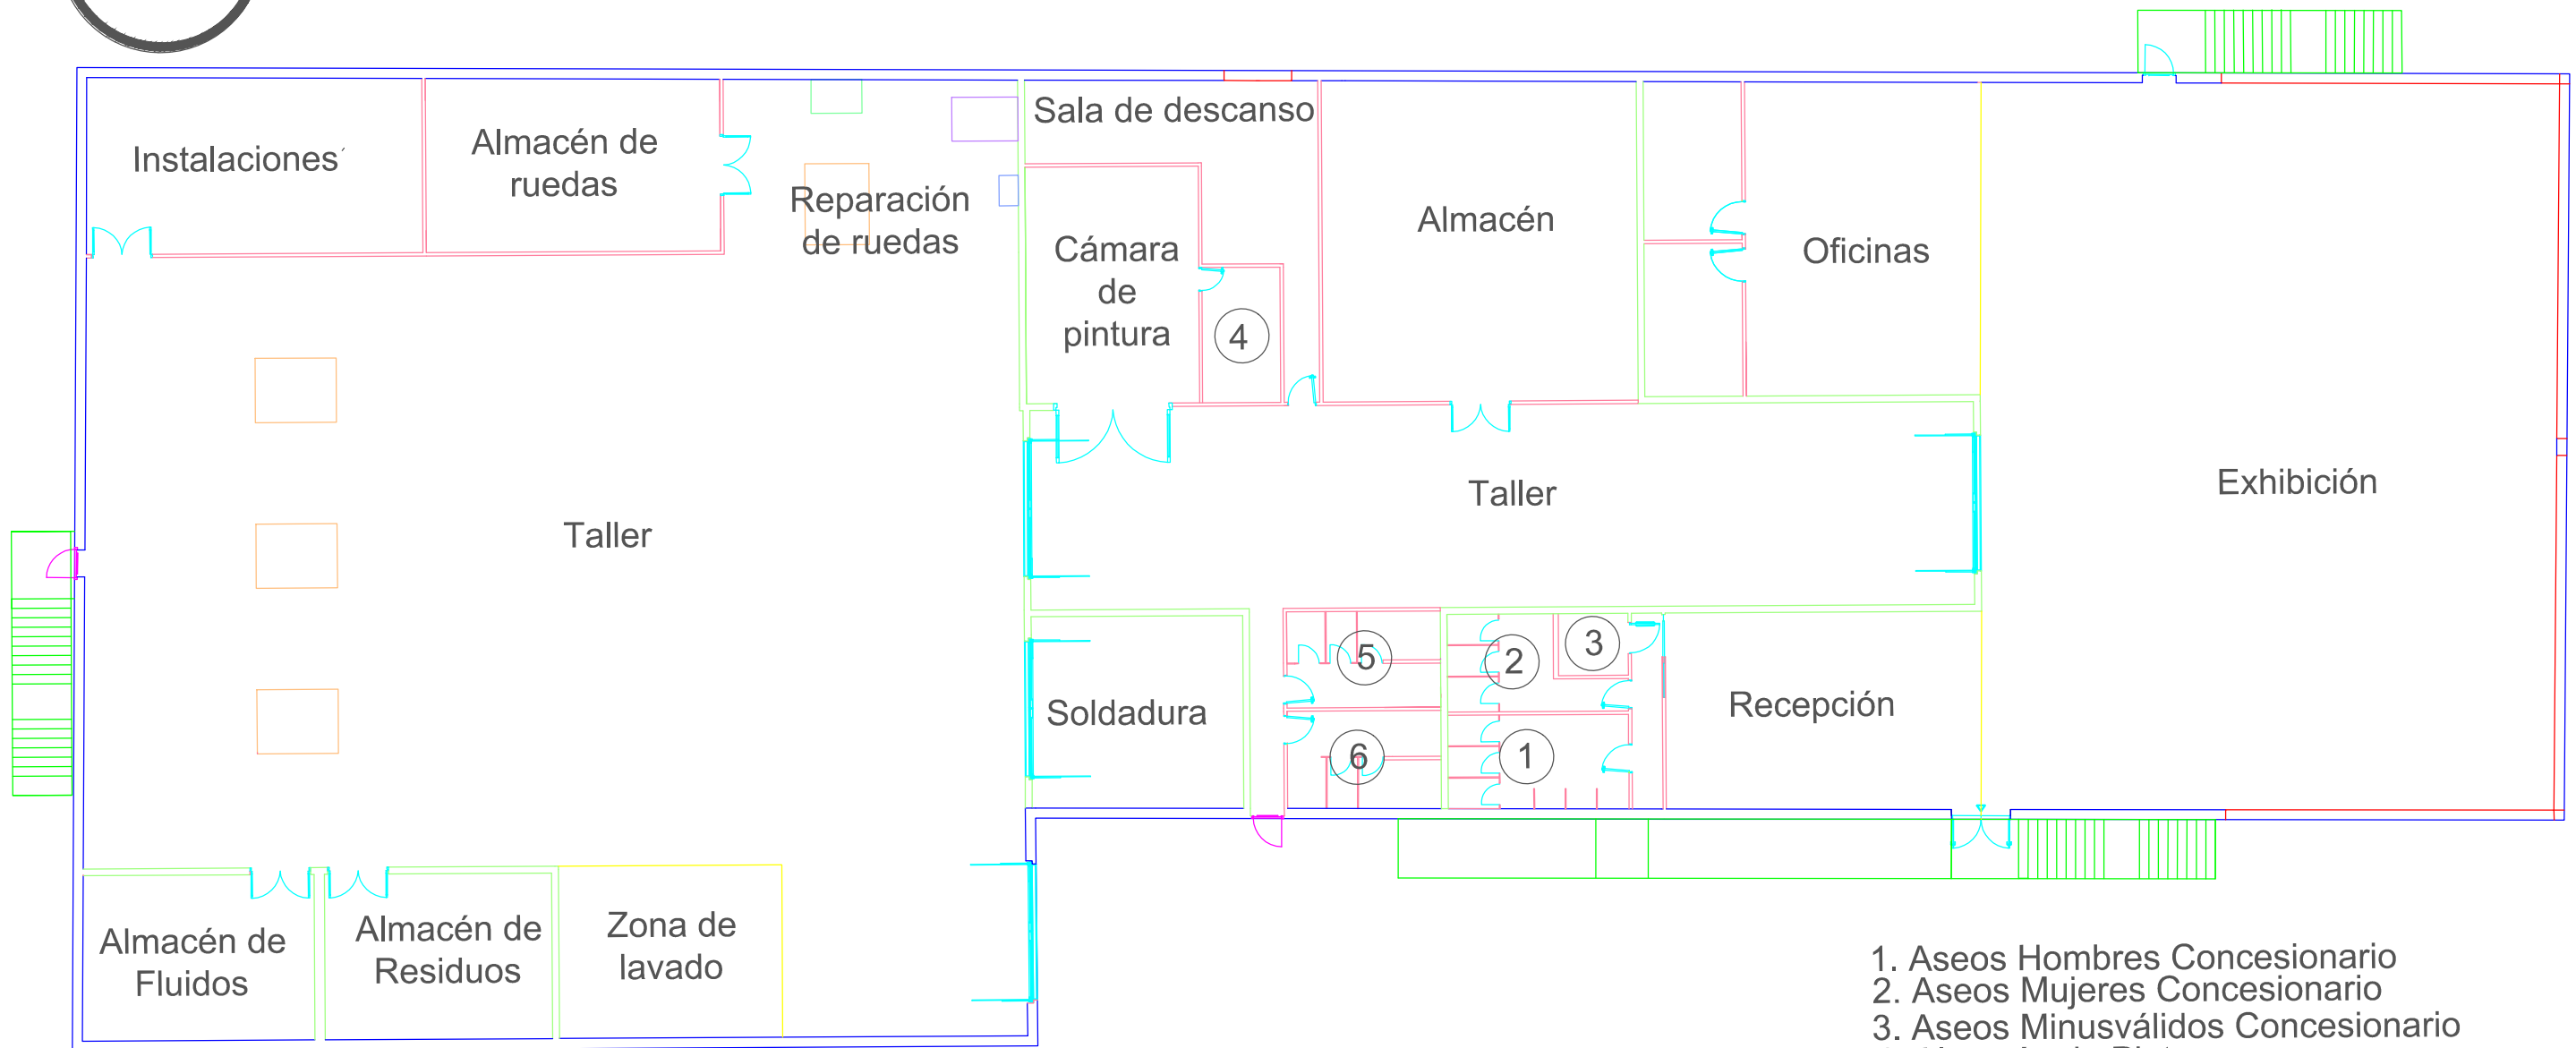 Sala de descanso
Instalaciones
Almacén de
ruedas
Reparación
de ruedas
Almacén
Cámara
de
pintura
Oficinas
4
Exhibición
Taller
Taller
5
2
3
Soldadura
Recepción
6
1
Almacén de
Fluidos
Almacén de
Residuos
Zona de
lavado
1. Aseos Hombres Concesionario
2. Aseos Mujeres Concesionario
3. Aseos Minusválidos Concesionario